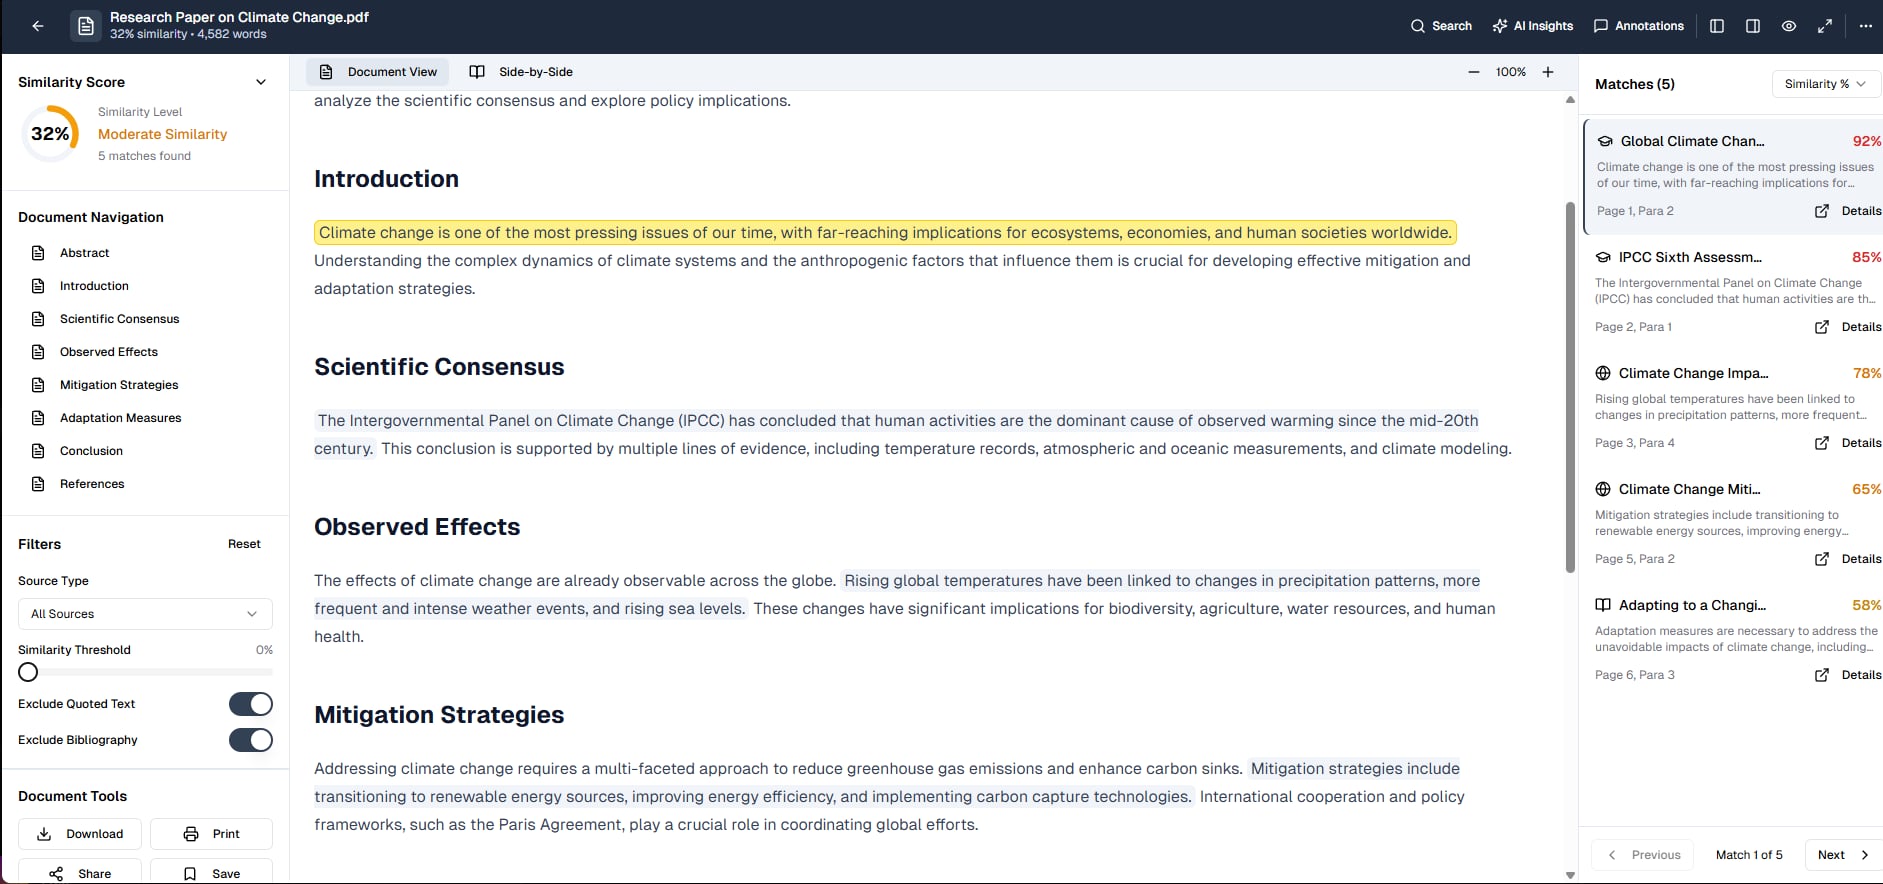 Research Paper on Climate Change.pdf
32% similarity • 4,582 words
Search
AI Insights
Annotations
Similarity Score
32%
Similarity Level
Moderate Similarity
5 matches found
Document Navigation
Abstract
Introduction
Scientific Consensus
Observed Effects
Mitigation Strategies
Adaptation Measures
Conclusion
References
Filters
Reset
Source Type
All Sources
Similarity Threshold
0%
Exclude Quoted Text
Exclude Bibliography
Document Tools
Download
Print
Share
Save
Document View
Side-by-Side
100%
analyze the scientific consensus and explore policy implications.
Introduction
Climate change is one of the most pressing issues of our time, with far-reaching implications for ecosystems, economies, and human societies worldwide.
Understanding the complex dynamics of climate systems and the anthropogenic factors that influence them is crucial for developing effective mitigation and
adaptation strategies.
Scientific Consensus
The Intergovernmental Panel on Climate Change (IPCC) has concluded that human activities are the dominant cause of observed warming since the mid-20th
century. This conclusion is supported by multiple lines of evidence, including temperature records, atmospheric and oceanic measurements, and climate modeling.
Observed Effects
The effects of climate change are already observable across the globe. Rising global temperatures have been linked to changes in precipitation patterns, more
frequent and intense weather events, and rising sea levels. These changes have significant implications for biodiversity, agriculture, water resources, and human
health.
Mitigation Strategies
Addressing climate change requires a multi-faceted approach to reduce greenhouse gas emissions and enhance carbon sinks. Mitigation strategies include
transitioning to renewable energy sources, improving energy efficiency, and implementing carbon capture technologies. International cooperation and policy
frameworks, such as the Paris Agreement, play a crucial role in coordinating global efforts.
Matches (5)
Similarity %
Global Climate Chan...
92%
Climate change is one of the most pressing issues
of our time, with far-reaching implications for...
Page 1, Para 2
Details
IPCC Sixth Assessm...
85%
The Intergovernmental Panel on Climate Change
(IPCC) has concluded that human activities are th...
Page 2, Para 1
Details
Climate Change Impa...
78%
Rising global temperatures have been linked to
changes in precipitation patterns, more frequent...
Page 3, Para 4
Details
Climate Change Miti...
65%
Mitigation strategies include transitioning to
renewable energy sources, improving energy...
Page 5, Para 2
Details
Adapting to a Changi...
58%
Adaptation measures are necessary to address the
unavoidable impacts of climate change, including...
Page 6, Para 3
Details
Previous
Match 1 of 5
Next